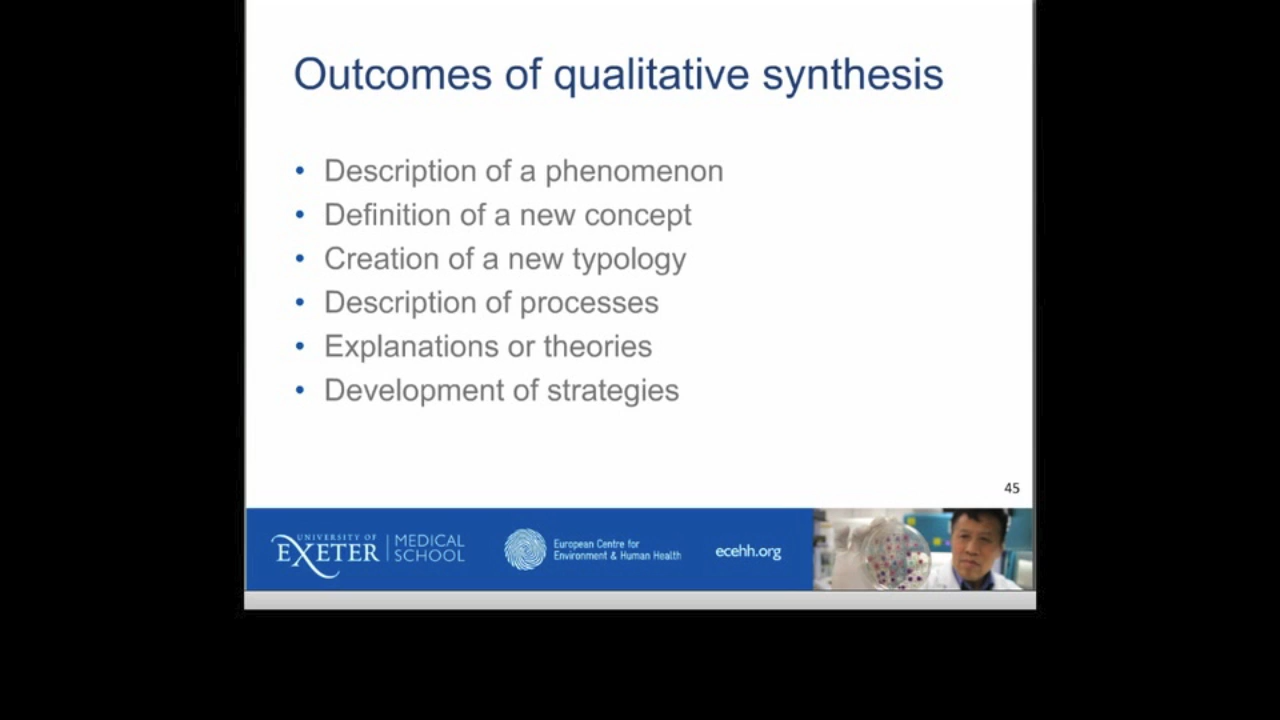 Outcomes of qualitative synthesis
• Description of a phenomenon
• Definition of a new concept
• Creation of a new typology
• Description of processes
• Explanations or theories
• Development of strategies
45
UNIVERSITY OF
EXETER
MEDICAL
SCHOOL
European Centre for
Environment & Human Health
ecehh.org